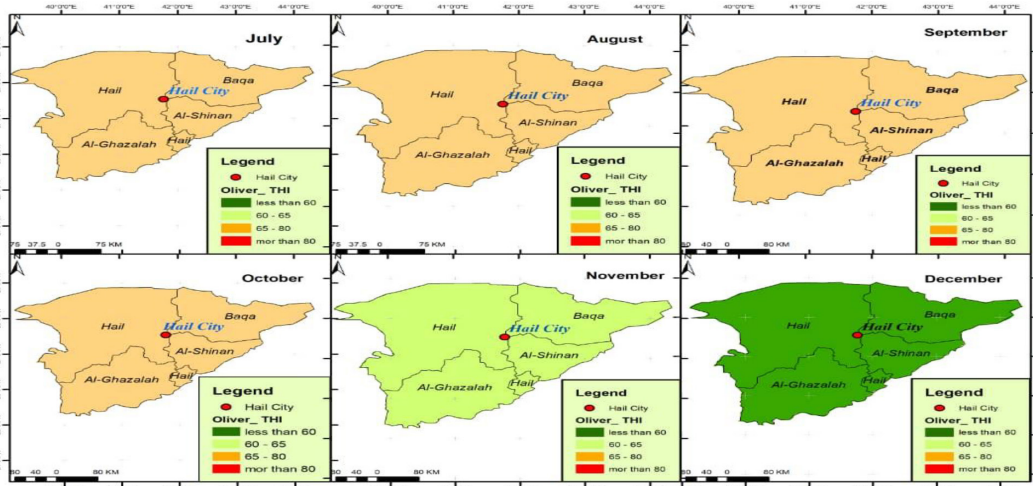 40°0'0"E 41°0'0"E 42°0'0"E 43°0'0"E 44°0'0"E
July
Baqa
Hail
Hail City
Al-Shinan
Al-Ghazalah
Hail
Legend
Hail City
Oliver_ THI
less than 60
60 - 65
65 - 80
mor than 80
75 37.5 0 75 KM
August
Baqa
Hail
Hail City
Al-Shinan
Al-Ghazalah
Hail
Legend
Hail City
Oliver_ THI
less than 60
60 - 65
65 - 80
mor than 80
75 37.5 0 75 KM
September
Baqa
Hail
Hail City
Al-Shinan
Al-Ghazalah
Hail
Legend
Hail City
Oliver_ THI
less than 60
60 - 65
65 - 80
mor than 80
80 40 0 80 KM
October
Baqa
Hail
Hail City
Al-Shinan
Al-Ghazalah
Hail
Legend
Hail City
Oliver_ THI
less than 60
60 - 65
65 - 80
mor than 80
80 40 0 80 KM
November
Baqa
Hail
Hail City
Al-Shinan
Al-Ghazalah
Hail
Legend
Hail City
Oliver_ THI
less than 60
60 - 65
65 - 80
mor than 80
80 40 0 80 KM
December
Baqa
Hail
Hail City
Al-Shinan
Al-Ghazalah
Hail
Legend
Hail City
Oliver_ THI
less than 60
60 - 65
65 - 80
mor than 80
80 40 0 80 KM